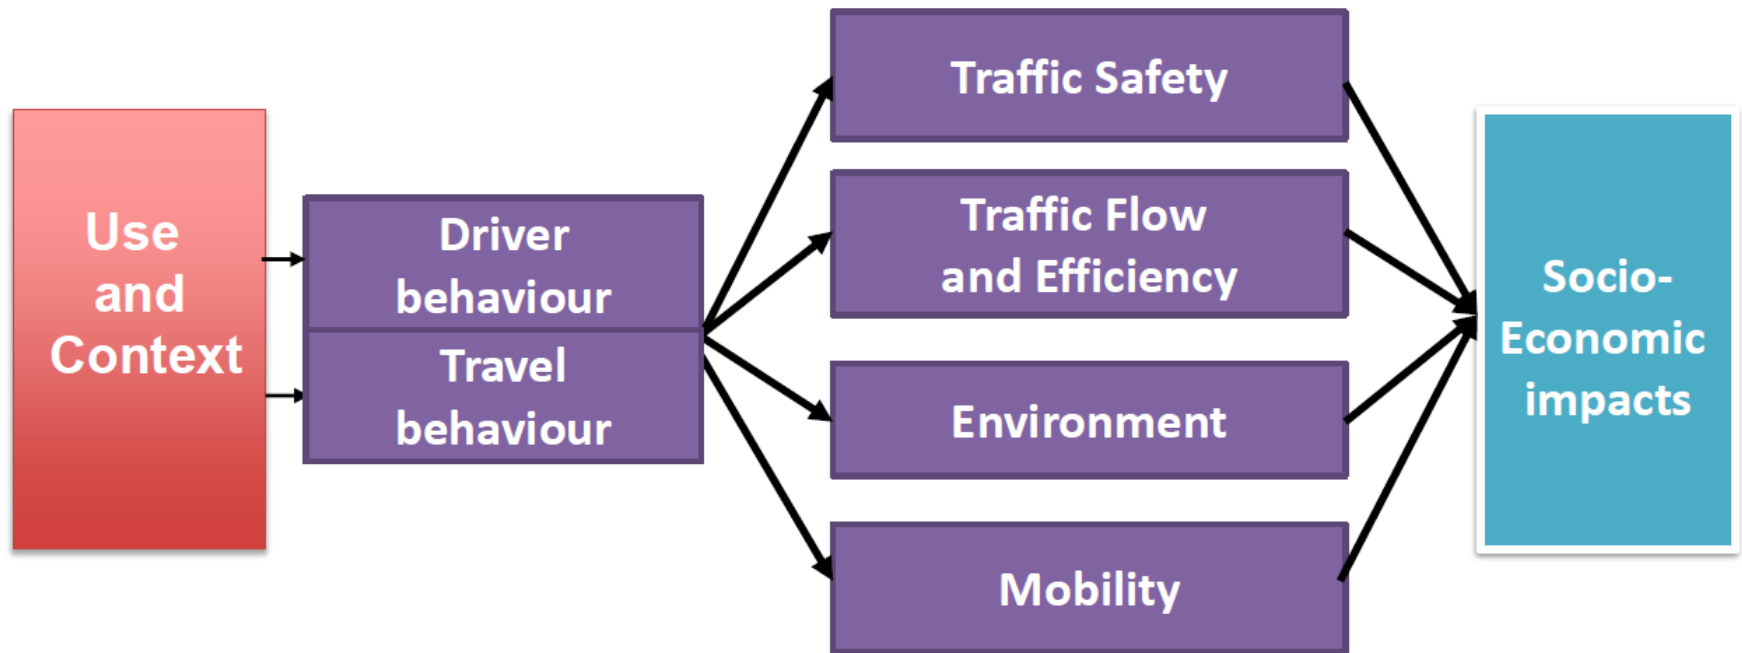 Use
and
Context
Driver
behaviour
Travel
behaviour
Traffic Safety
Traffic Flow
and Efficiency
Environment
Mobility
Socio-
Economic
impacts